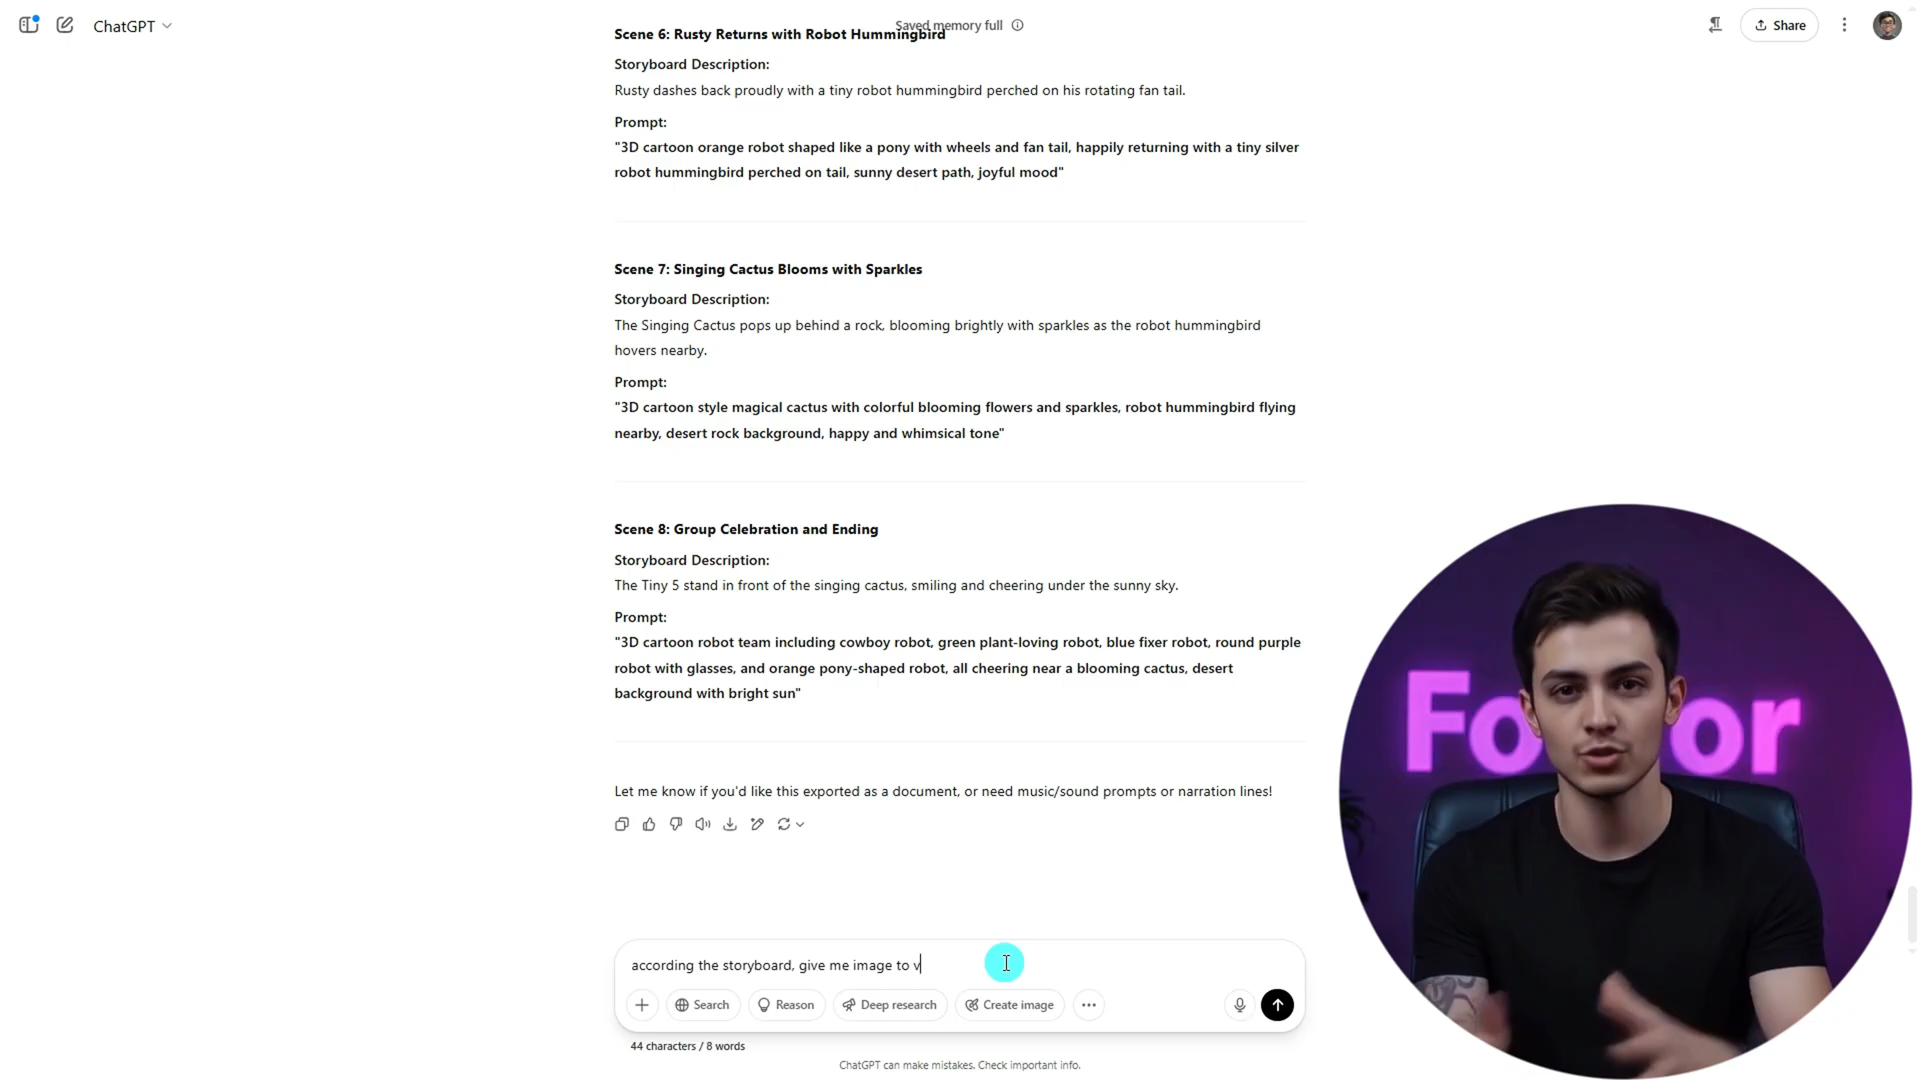 ChatGPT
Saved memory full
Share
Scene 6: Rusty Returns with Robot Hummingbird
Storyboard Description:
Rusty dashes back proudly with a tiny robot hummingbird perched on his rotating fan tail.
Prompt:
"3D cartoon orange robot shaped like a pony with wheels and fan tail, happily returning with a tiny silver
robot hummingbird perched on tail, sunny desert path, joyful mood"
Scene 7: Singing Cactus Blooms with Sparkles
Storyboard Description:
The Singing Cactus pops up behind a rock, blooming brightly with sparkles as the robot hummingbird
hovers nearby.
Prompt:
"3D cartoon style magical cactus with colorful blooming flowers and sparkles, robot hummingbird flying
nearby, desert rock background, happy and whimsical tone"
Scene 8: Group Celebration and Ending
Storyboard Description:
The Tiny 5 stand in front of the singing cactus, smiling and cheering under the sunny sky.
Prompt:
"3D cartoon robot team including cowboy robot, green plant-loving robot, blue fixer robot, round purple
robot with glasses, and orange pony-shaped robot, all cheering near a blooming cactus, desert
background with bright sun"
Let me know if you'd like this exported as a document, or need music/sound prompts or narration lines!
according the storyboard, give me image to v
Search
Reason
Deep research
Create image
44 characters / 8 words
ChatGPT can make mistakes. Check important info.